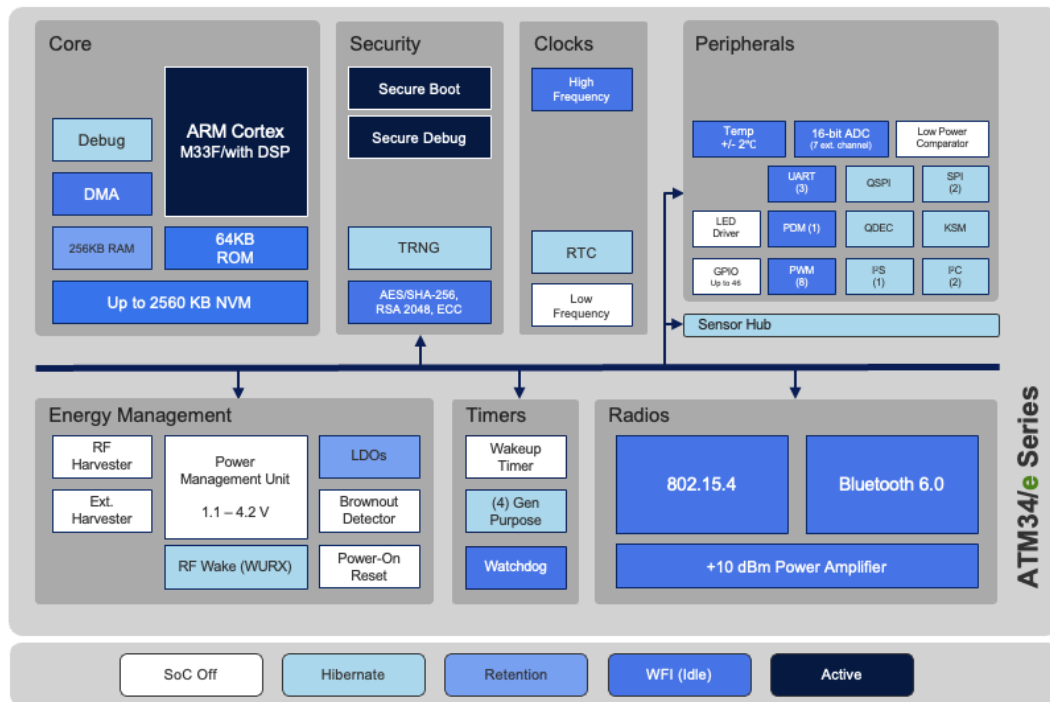 Core
Debug
DMA
256KB RAM
ARM Cortex
M33F/with DSP
64KB
ROM
Up to 2560 KB NVM
Security
Secure Boot
Secure Debug
TRNG
AES/SHA-256,
RSA 2048, ECC
Clocks
High
Frequency
RTC
Low
Frequency
Peripherals
Temp
+/- 2°C
16-bit ADC
(7 ext. channel)
Low Power
Comparator
UART
(3)
QSPI
SPI
(2)
LED
Driver
PDM (1)
QDEC
KSM
GPIO
Up to 46
PWM
(8)
I²S
(1)
I²C
(2)
Sensor Hub
Energy Management
RF
Harvester
Ext.
Harvester
Power
Management Unit
1.1 – 4.2 V
RF Wake (WURX)
LDOs
Brownout
Detector
Power-On
Reset
Timers
Wakeup
Timer
(4) Gen
Purpose
Watchdog
Radios
802.15.4
Bluetooth 6.0
+10 dBm Power Amplifier
ATM34/e Series
SoC Off
Hibernate
Retention
WFI (Idle)
Active